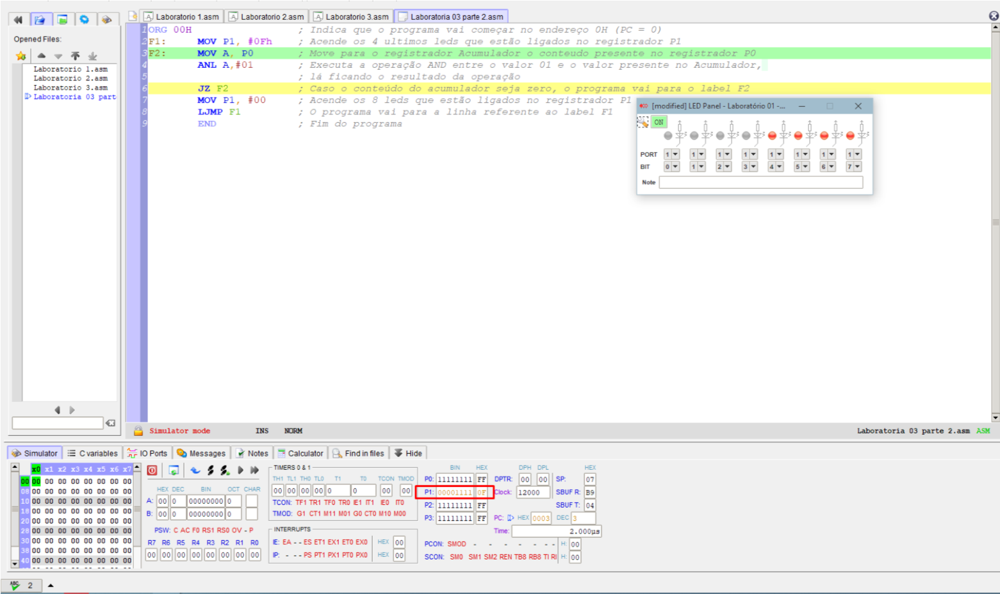 Laboratorio 1.asm Laboratorio 2.asm Laboratorio 3.asm Laboratoria 03 parte 2.asm
Opened Files:
Laboratorio 1.asm
Laboratorio 2.asm
Laboratorio 3.asm
Laboratoria 03 part
1 ORG 00H ; Indica que o programa vai começar no endereço 0H (PC = 0)
2 F1: MOV P1, #0Fh ; Acende os 4 ultimos leds que estão ligados no registrador P1
3 F2: MOV A, P0 ; Move para o registrador Acumulador o conteudo presente no registrador P0
4 ANL A,#01 ; Executa a operação AND entre o valor 01 e o valor presente no Acumulador,
5 ; lá ficando o resultado da operação
6 JZ F2 ; Caso o conteúdo do acumulador seja zero, o programa vai para o label F2
7 MOV P1, #00 ; Acende os 8 leds que estão ligados no registrador P1
8 LJMP F1 ; O programa vai para a linha referente ao label F1
9 END ; Fim do programa
[modified] LED Panel - Laboratório 01 -...
ON
PORT 1 1 1 1 1 1 1 1
BIT 0 1 2 3 4 5 6 7
Note
Simulator mode INS NORM Laboratoria 03 parte 2.asm ASM
Simulator C variables IO Ports Messages Notes Calculator Find in files Hide
x0 x1 x2 x3 x4 x5 x6 x7
00 00 00 00 00 00 00 00 00
08 00 00 00 00 00 00 00 00
10 00 00 00 00 00 00 00 00
18 00 00 00 00 00 00 00 00
20 00 00 00 00 00 00 00 00
28 00 00 00 00 00 00 00 00
30 00 00 00 00 00 00 00 00
38 00 00 00 00 00 00 00 00
40 00 00 00 00 00 00 00 00
HEX DEC BIN OCT CHAR
A: 00 0 00000000 0
B: 00 0 00000000 0
PSW: C AC F0 RS1 RS0 OV - P
R7 R6 R5 R4 R3 R2 R1 R0
00 00 00 00 00 00 00 00
TIMERS 0 & 1
TH1 TL1 TH0 TL0 T1 T0 TCON TMOD
00 00 00 00 0 0 00 00
TCON: TF1 TR1 TF0 TR0 IE1 IT1 IE0 IT0
TMOD: G1 CT1 M11 M01 G0 CT0 M10 M00
INTERRUPTS
IE: EA - - ES ET1 EX1 ET0 EX0 HEX 00
IP: - - - PS PT1 PX1 PT0 PX0 HEX 00
BIN HEX
P0: 11111111 FF
P1: 00001111 0F
P2: 11111111 FF
P3: 11111111 FF
DPH DPL HEX
DPTR: 00 00 SP: 07
Clock: 12000 SBUF R: B9
SBUF T: 04
PC: HEX 0003 DEC 3
Time: 2.000µs
PCON: SMOD - - - - - - - H: 00
SCON: SM0 SM1 SM2 REN TB8 RB8 TI RI H: 00
ABC 2